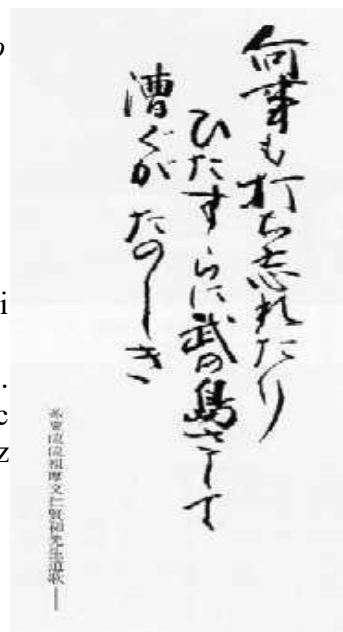 何事も打ち忘れたり
ひたすらに武の島さして
漕ぐがたのしき
糸東流流祖摩文仁賢和先生道歌――
i
.
c
z